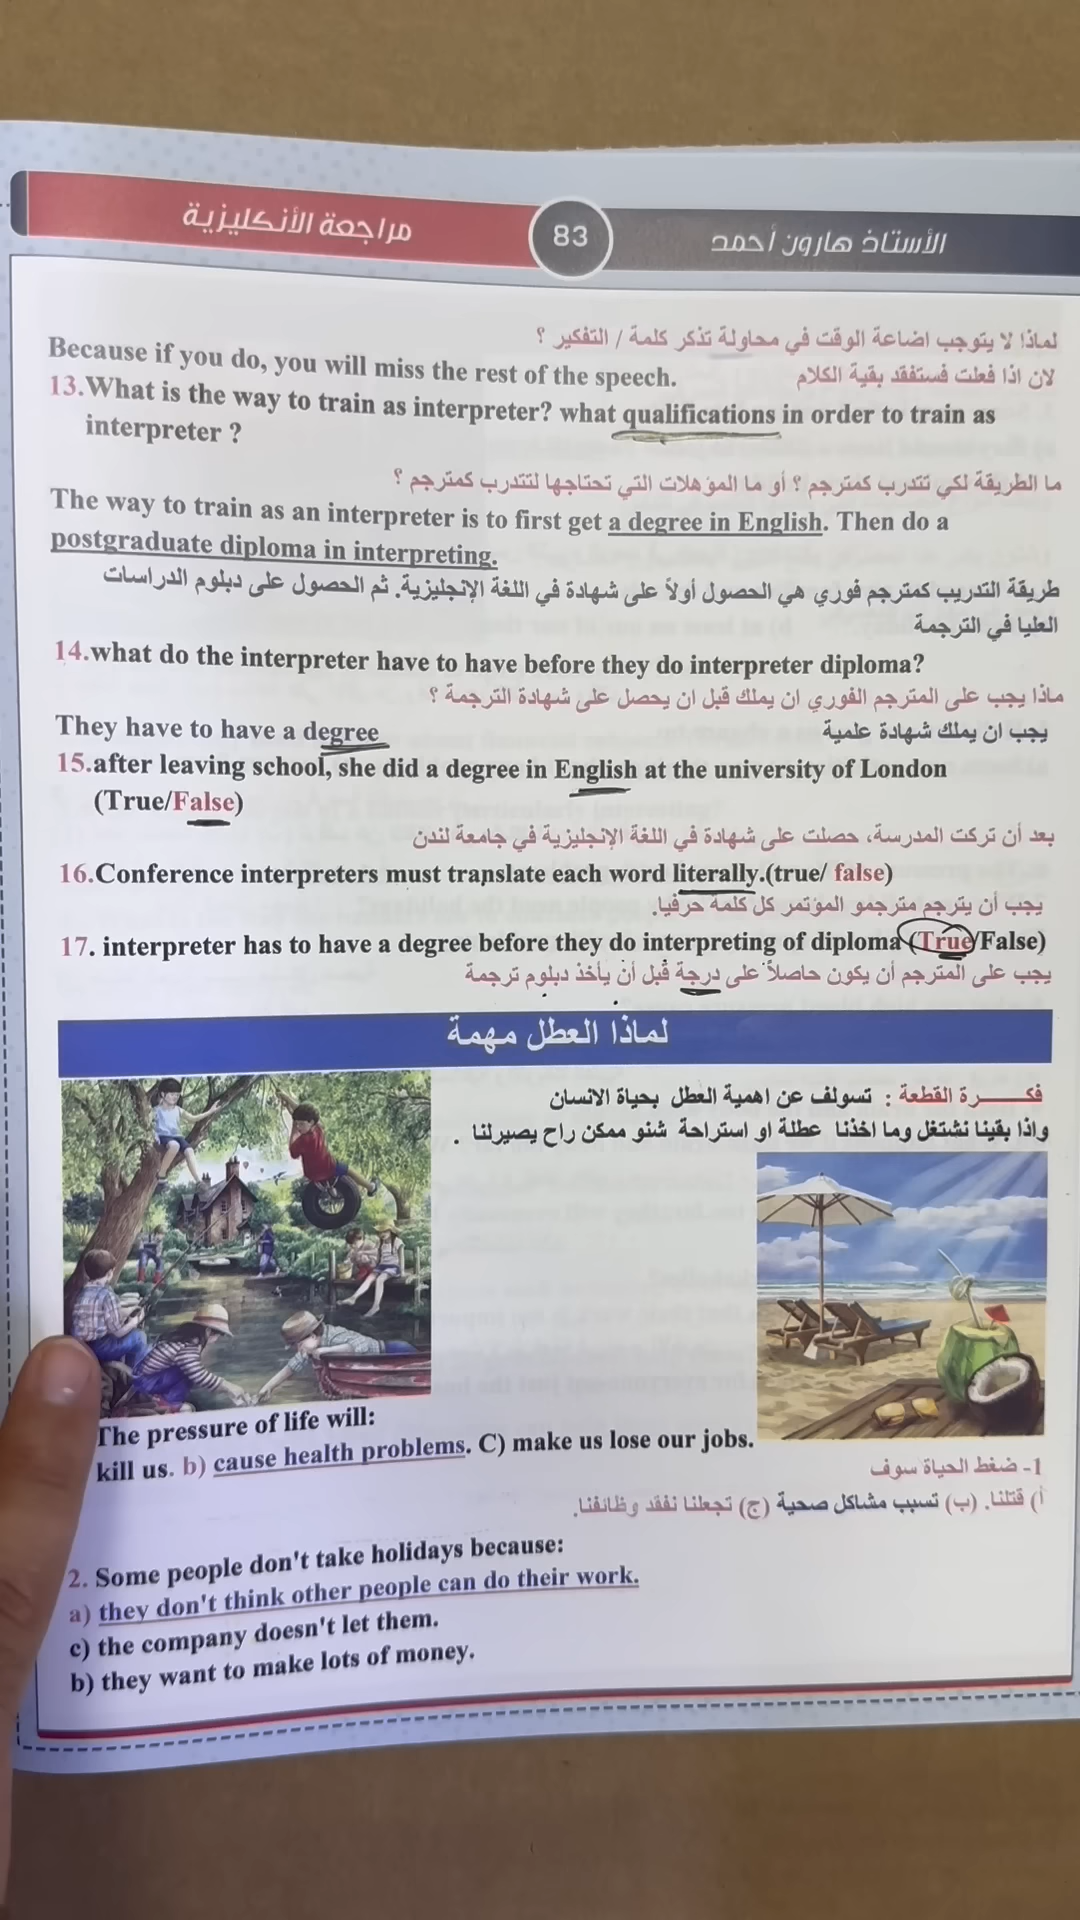 مراجعة الأنكليزية
83
الأستاذ هارون أحمد
لماذا لا يتوجب اضاعة الوقت في محاولة تذكر كلمة / التفكير ؟
Because if you do, you will miss the rest of the speech. لان اذا فعلت فستفقد بقية الكلام
13.What is the way to train as interpreter? what qualifications in order to train as
interpreter ?
ما الطريقة لكي تتدرب كمترجم ؟ أو ما المؤهلات التي تحتاجها لتتدرب كمترجم ؟
The way to train as an interpreter is to first get a degree in English. Then do a
postgraduate diploma in interpreting.
طريقة التدريب كمترجم فوري هي الحصول أولاً على شهادة في اللغة الإنجليزية. ثم الحصول على دبلوم الدراسات
العليا في الترجمة
14.what do the interpreter have to have before they do interpreter diploma?
ماذا يجب على المترجم الفوري ان يملك قبل ان يحصل على شهادة الترجمة ؟
They have to have a degree يجب ان يملك شهادة علمية
15.after leaving school, she did a degree in English at the university of London
(True/False)
بعد أن تركت المدرسة، حصلت على شهادة في اللغة الإنجليزية في جامعة لندن
16.Conference interpreters must translate each word literally.(true/ false)
يجب أن يترجم مترجمو المؤتمر كل كلمة حرفيا.
17. interpreter has to have a degree before they do interpreting of diploma (True/False)
يجب على المترجم أن يكون حاصلاً على درجة قبل أن يأخذ دبلوم ترجمة
لماذا العطل مهمة
فكـــــرة القطعة : تسولف عن اهمية العطل بحياة الانسان
واذا بقينا نشتغل وما اخذنا عطلة او استراحة شنو ممكن راح يصيرلنا .
The pressure of life will:
kill us. b) cause health problems. C) make us lose our jobs.
1- ضغط الحياة سوف
أ) قتلنا. (ب) تسبب مشاكل صحية (ج) تجعلنا نفقد وظائفنا.
2. Some people don't take holidays because:
a) they don't think other people can do their work.
c) the company doesn't let them.
b) they want to make lots of money.